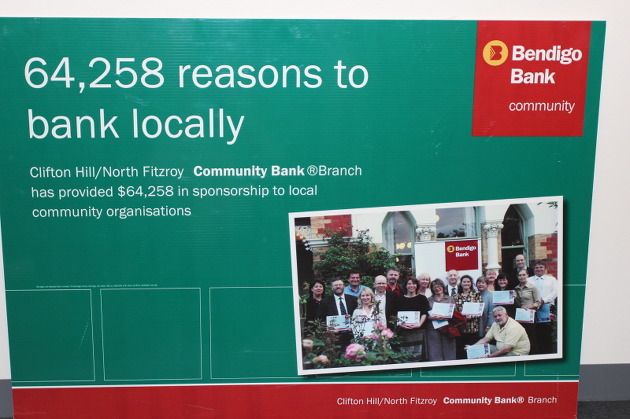 64,258 reasons to
bank locally
Bendigo
Bank
community
Clifton Hill/North Fitzroy Community Bank ®Branch
has provided $64,258 in sponsorship to local
community organisations
Bendigo
Bank
Clifton Hill/North Fitzroy Community Bank® Branch